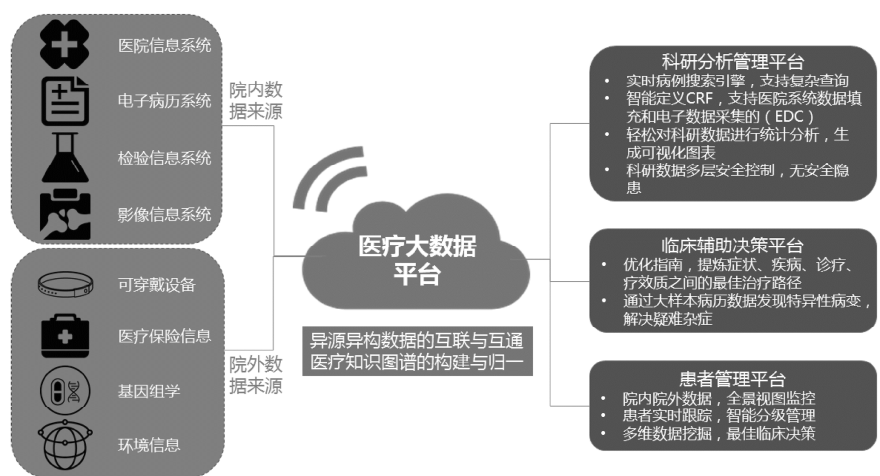 医院信息系统
电子病历系统
检验信息系统
影像信息系统
院内数
据来源
可穿戴设备
医疗保险信息
基因组学
环境信息
院外数
据来源
医疗大数据
平台
异源异构数据的互联与互通
医疗知识图谱的构建与归一
科研分析管理平台
• 实时病例搜索引擎，支持复杂查询
• 智能定义CRF，支持医院系统数据填
充和电子数据采集的（EDC）
• 轻松对科研数据进行统计分析，生
成可视化图表
• 科研数据多层安全控制，无安全隐
患
临床辅助决策平台
• 优化指南，提炼症状、疾病、诊疗、
疗效质之间的最佳治疗路径
• 通过大样本病历数据发现特异性病变，
解决疑难杂症
患者管理平台
• 院内院外数据，全景视图监控
• 患者实时跟踪，智能分级管理
• 多维数据挖掘，最佳临床决策